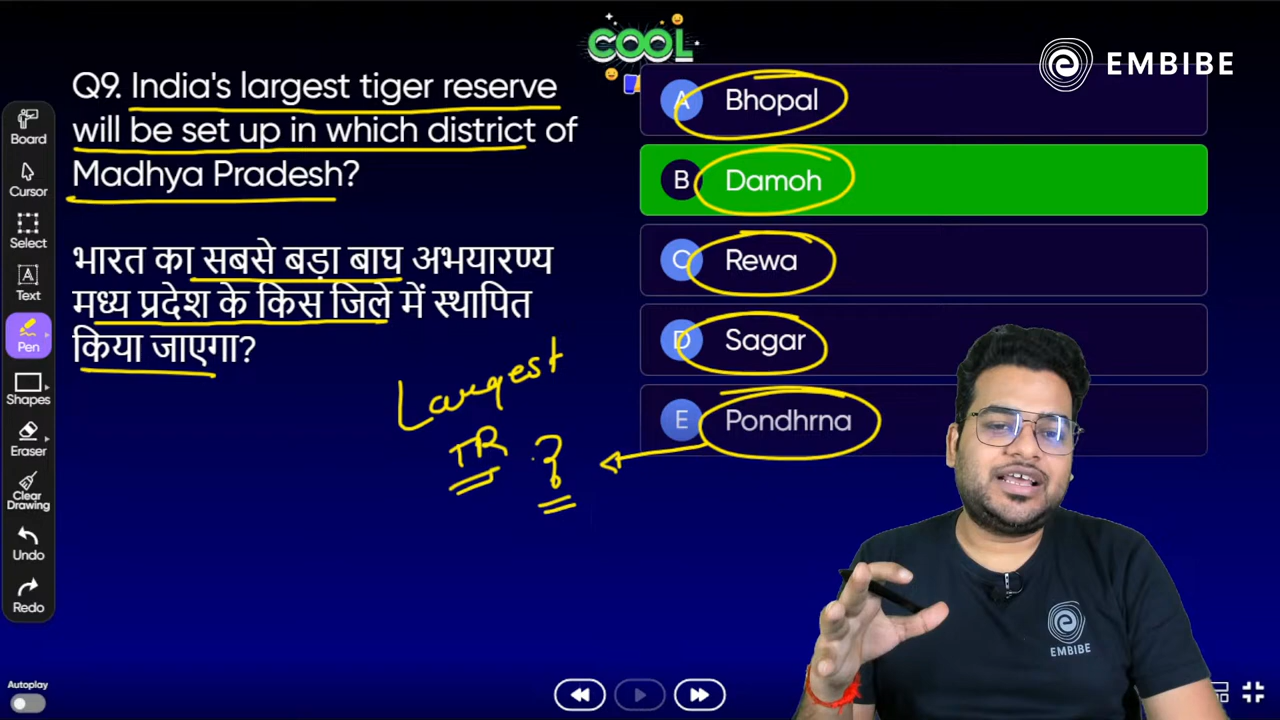 COOL
EMBIBE
Q9. India's largest tiger reserve
will be set up in which district of
Madhya Pradesh?
भारत का सबसे बड़ा बाघ अभयारण्य
मध्य प्रदेश के किस जिले में स्थापित
किया जाएगा?
A Bhopal
B Damoh
C Rewa
D Sagar
E Pondhrna
Largest
TR ?
Board
Cursor
Select
A
Text
Pen
Shapes
Eraser
Clear
Drawing
Undo
Redo
Autoplay
EMBIBE